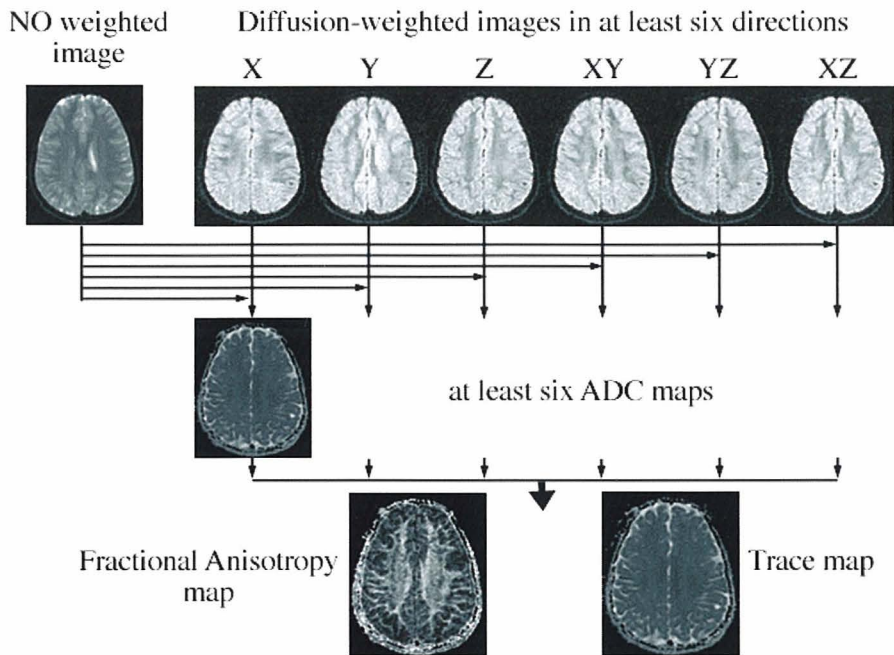 NO weighted
image
Diffusion-weighted images in at least six directions
X Y Z XY YZ XZ
at least six ADC maps
Fractional Anisotropy
map
Trace map